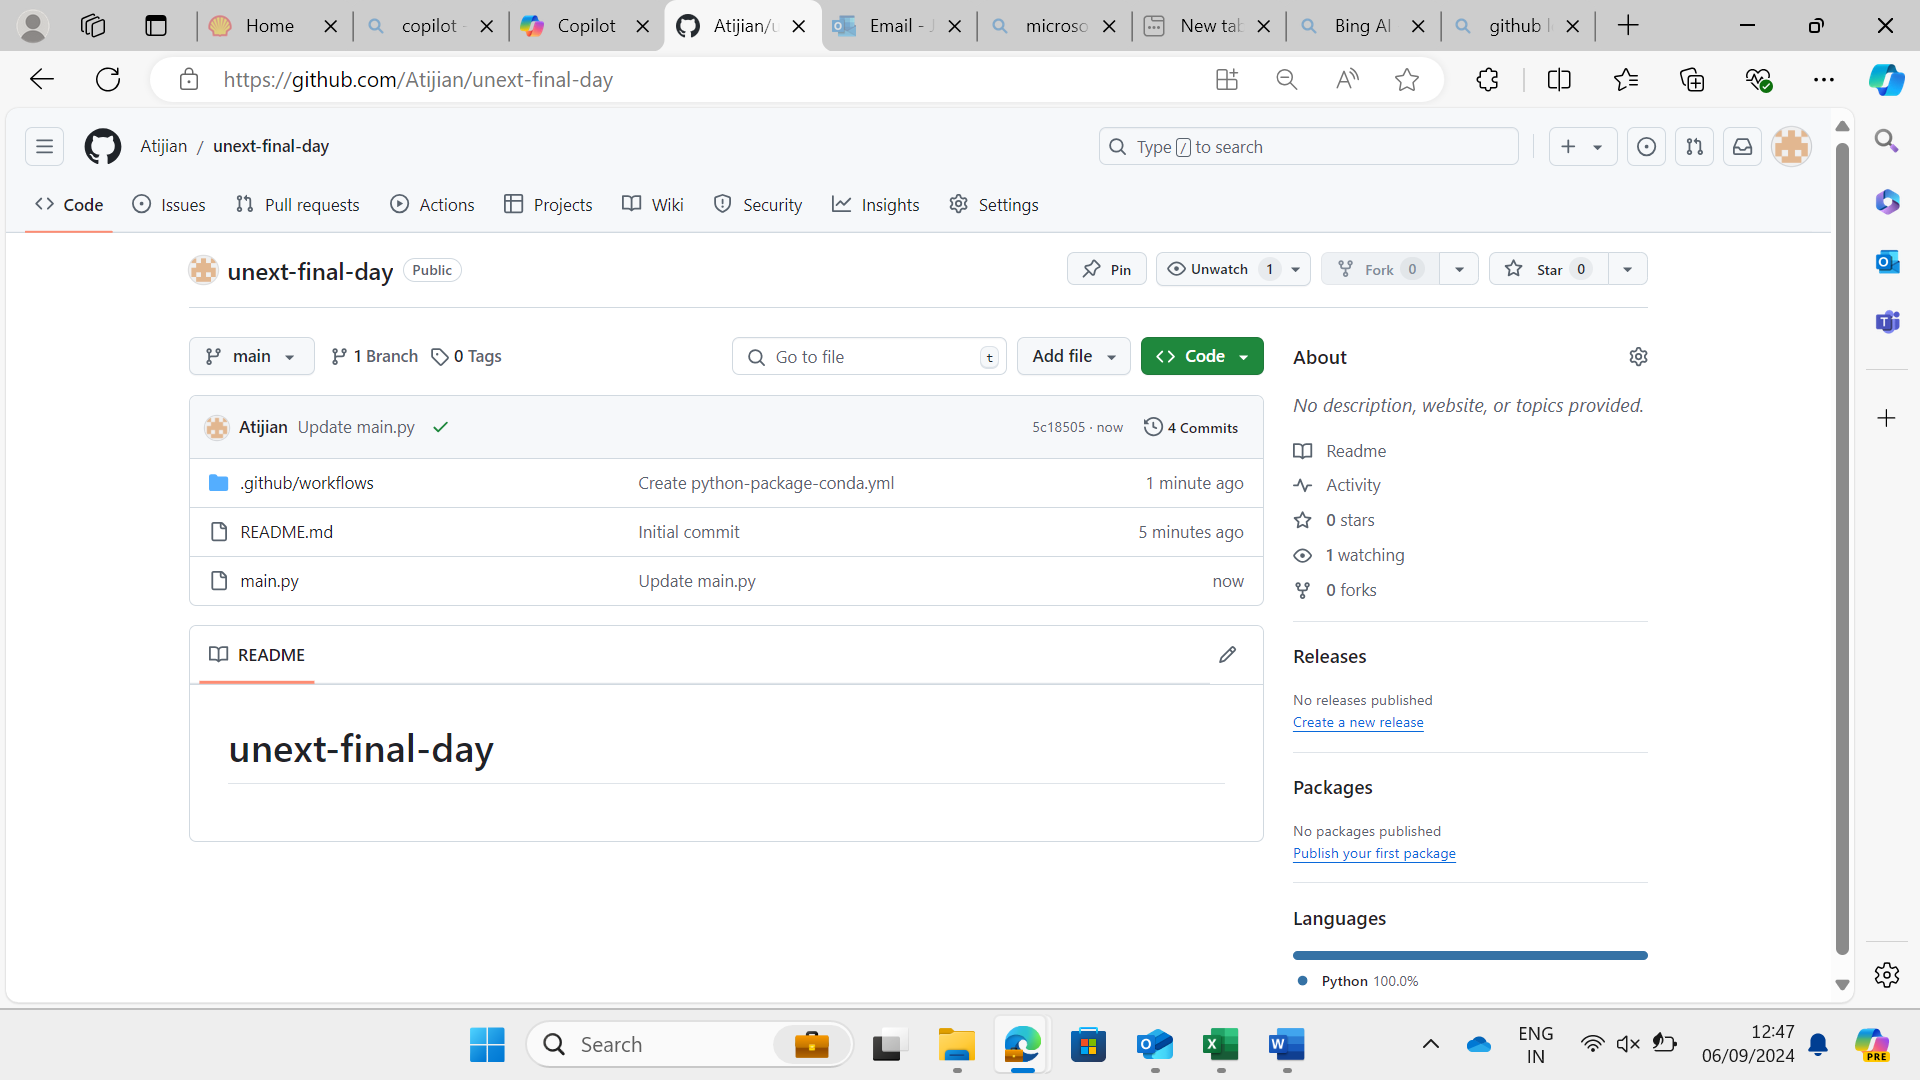 Home
copilot -
Copilot
Atijian/u
Email - J
microso
New tab
Bing AI
github l
https://github.com/Atijian/unext-final-day
Atijian / unext-final-day
Type / to search
Code
Issues
Pull requests
Actions
Projects
Wiki
Security
Insights
Settings
unext-final-day
Public
Pin
Unwatch 1
Fork 0
Star 0
main
1 Branch
0 Tags
Go to file
t
Add file
Code
Atijian Update main.py
5c18505 · now
4 Commits
.github/workflows
Create python-package-conda.yml
1 minute ago
README.md
Initial commit
5 minutes ago
main.py
Update main.py
now
README
unext-final-day
About
No description, website, or topics provided.
Readme
Activity
0 stars
1 watching
0 forks
Releases
No releases published
Create a new release
Packages
No packages published
Publish your first package
Languages
Python 100.0%
Search
ENG
IN
12:47
06/09/2024
PRE